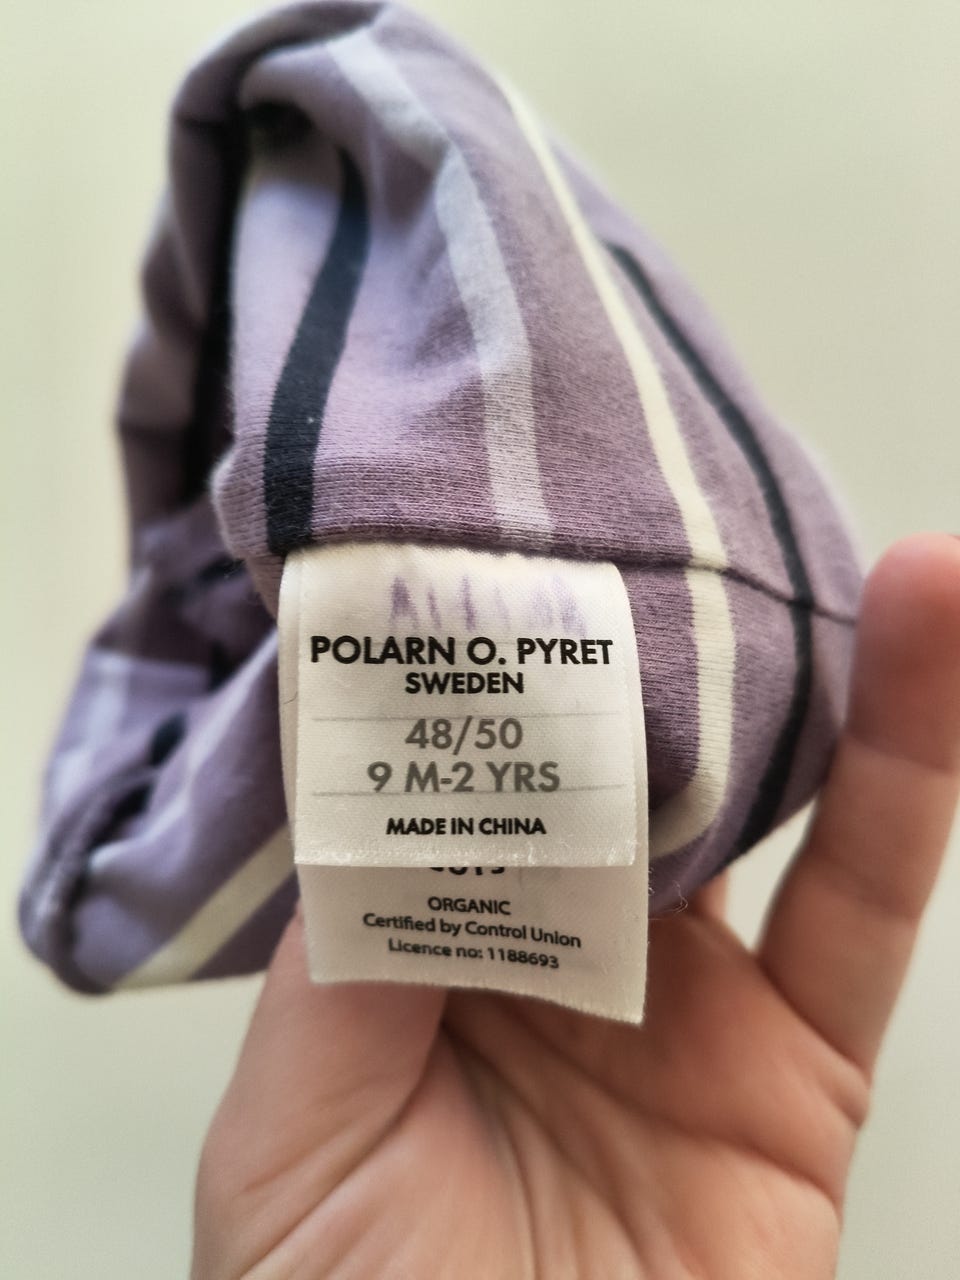 POLARN O. PYRET
SWEDEN
48/50
9 M-2 YRS
MADE IN CHINA
ORGANIC
Certified by Control Union
Licence no: 1188693